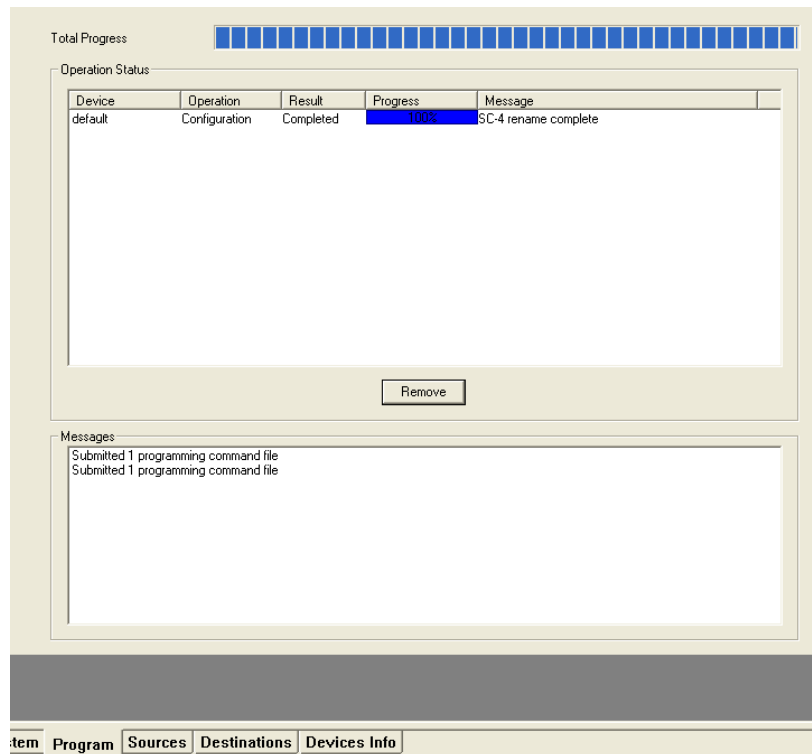 Total Progress
Operation Status
Device Operation Result Progress Message
default Configuration Completed 100% SC-4 rename complete
Remove
Messages
Submitted 1 programming command file
Submitted 1 programming command file
stem Program Sources Destinations Devices Info